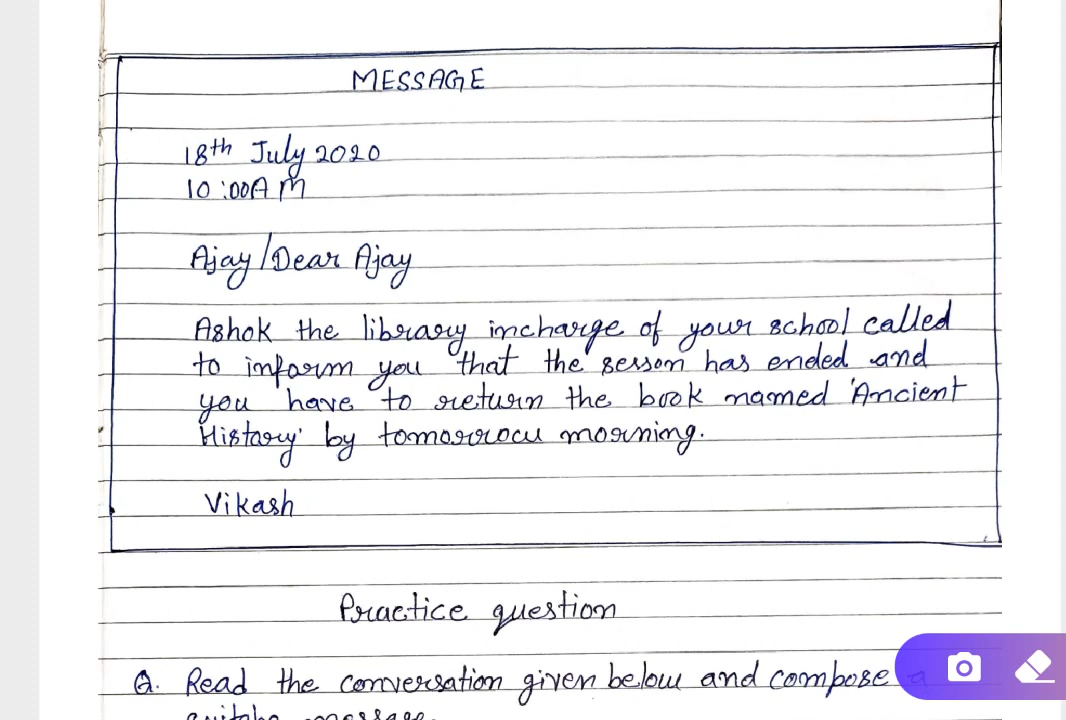 MESSAGE
18th July 2020
10:00AM
Ajay/Dear Ajay
Ashok the library incharge of your school called
to inform you that the sesson has ended and
you have to return the book named 'Ancient
History' by tomorrow morning.
Vikash
Practice question
Q. Read the conversation given below and compose a
message.